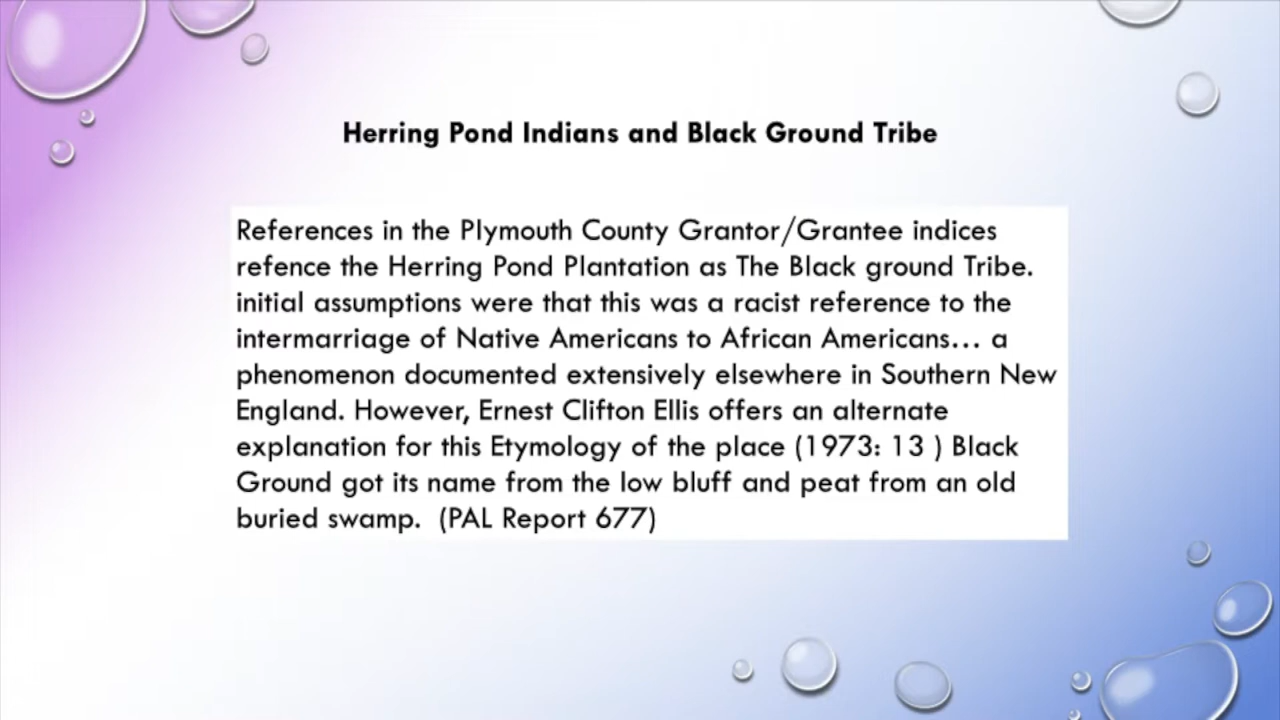 Herring Pond Indians and Black Ground Tribe
References in the Plymouth County Grantor/Grantee indices
refence the Herring Pond Plantation as The Black ground Tribe.
initial assumptions were that this was a racist reference to the
intermarriage of Native Americans to African Americans... a
phenomenon documented extensively elsewhere in Southern New
England. However, Ernest Clifton Ellis offers an alternate
explanation for this Etymology of the place (1973: 13 ) Black
Ground got its name from the low bluff and peat from an old
buried swamp.  (PAL Report 677)